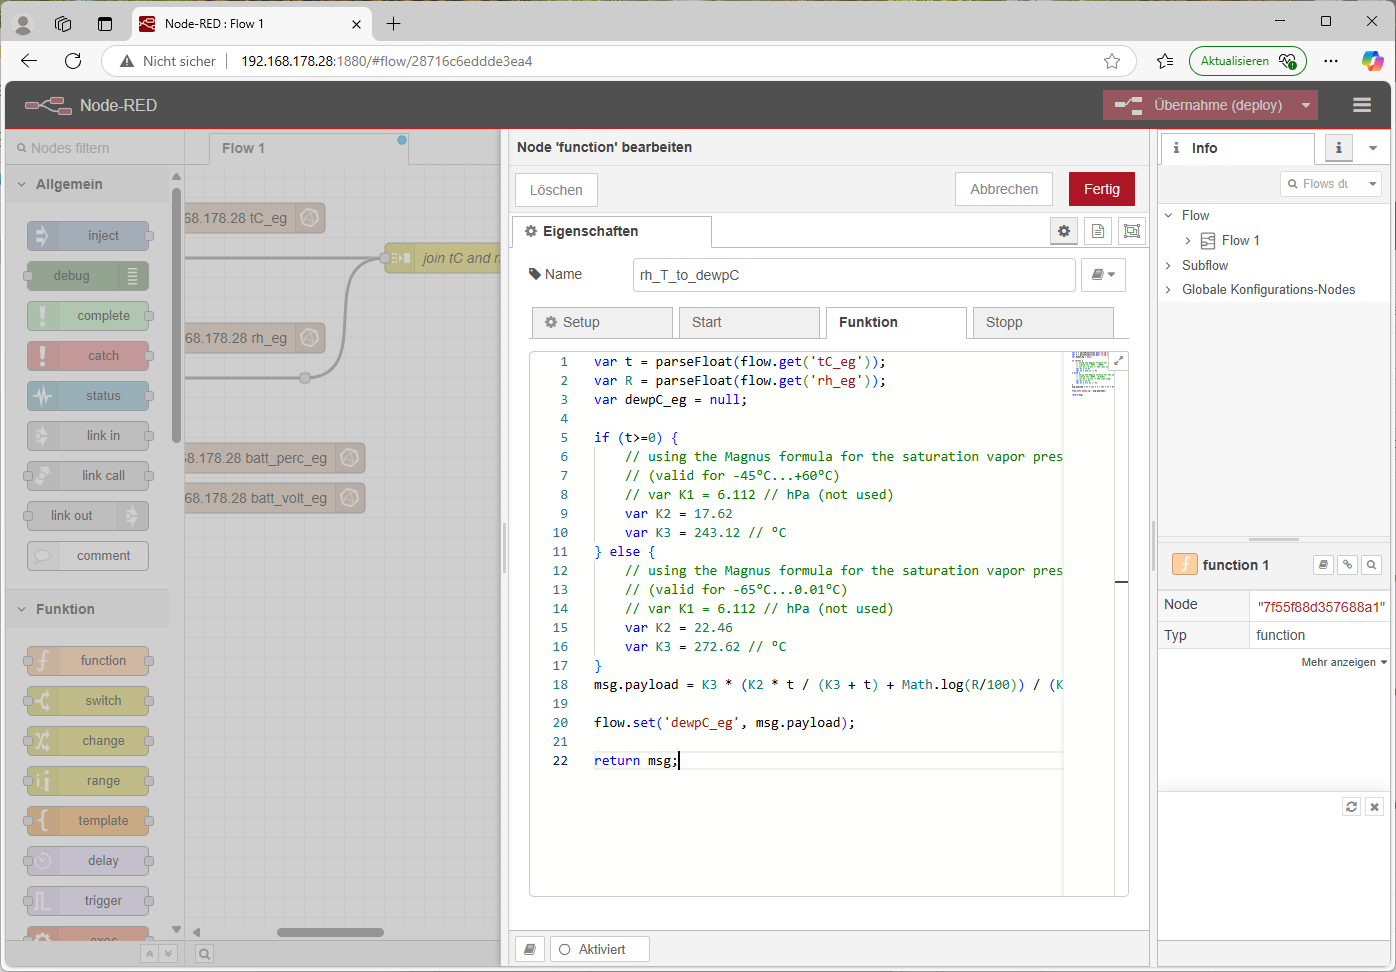 Node-RED : Flow 1
Nicht sicher
192.168.178.28:1880/#flow/28716c6eddde3ea4
Aktualisieren
Node-RED
Übernahme (deploy)
Nodes filtern
Flow 1
Allgemein
inject
debug
complete
catch
status
link in
link call
link out
comment
Funktion
function
switch
change
range
template
delay
trigger
exec
68.178.28 tC_eg
join tC and r
68.178.28 rh_eg
68.178.28 batt_perc_eg
68.178.28 batt_volt_eg
Node 'function' bearbeiten
Löschen
Abbrechen
Fertig
Eigenschaften
Name
rh_T_to_dewpC
Setup
Start
Funktion
Stopp
1 var t = parseFloat(flow.get('tC_eg'));
2 var R = parseFloat(flow.get('rh_eg'));
3 var dewpC_eg = null;
4
5 if (t>=0) {
6 // using the Magnus formula for the saturation vapor pres
7 // (valid for -45°C...+60°C)
8 // var K1 = 6.112 // hPa (not used)
9 var K2 = 17.62
10 var K3 = 243.12 // °C
11 } else {
12 // using the Magnus formula for the saturation vapor pres
13 // (valid for -65°C...0.01°C)
14 // var K1 = 6.112 // hPa (not used)
15 var K2 = 22.46
16 var K3 = 272.62 // °C
17 }
18 msg.payload = K3 * (K2 * t / (K3 + t) + Math.log(R/100)) / (K
19
20 flow.set('dewpC_eg', msg.payload);
21
22 return msg;
Aktiviert
Info
Flows du
Flow
Flow 1
Subflow
Globale Konfigurations-Nodes
function 1
Node "7f55f88d357688a1"
Typ function
Mehr anzeigen